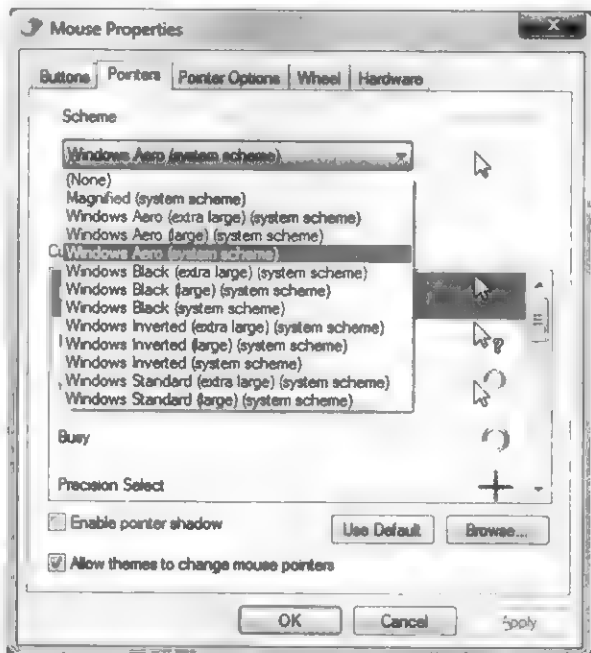 Mouse Properties
Buttons Pointers Pointer Options Wheel Hardware
Scheme
Windows Aero (system scheme)
(None)
Magnified (system scheme)
Windows Aero (extra large) (system scheme)
Windows Aero (large) (system scheme)
Windows Aero (system scheme)
Windows Black (extra large) (system scheme)
Windows Black (large) (system scheme)
Windows Black (system scheme)
Windows Inverted (extra large) (system scheme)
Windows Inverted (large) (system scheme)
Windows Inverted (system scheme)
Windows Standard (extra large) (system scheme)
Windows Standard (large) (system scheme)
Busy
Precision Select
Enable pointer shadow Use Default Browse...
Allow themes to change mouse pointers
OK Cancel Apply